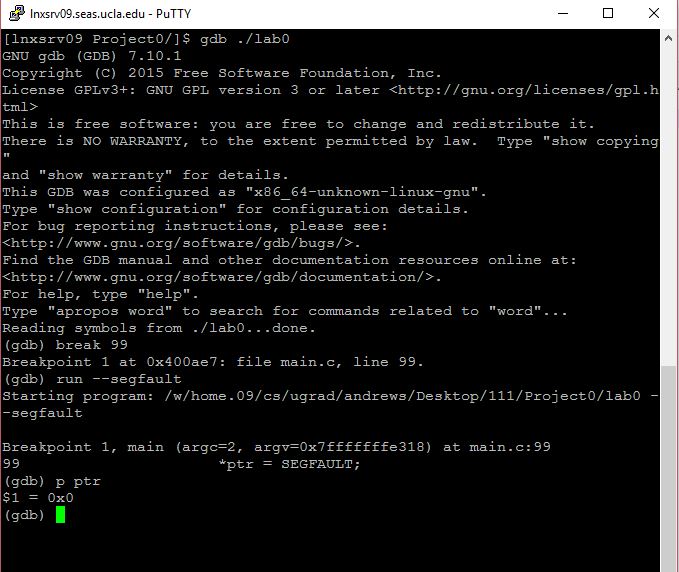 lnxsrv09.seas.ucla.edu - PuTTY
[lnxsrv09 Project0/]$ gdb ./lab0
GNU gdb (GDB) 7.10.1
Copyright (C) 2015 Free Software Foundation, Inc.
License GPLv3+: GNU GPL version 3 or later <http://gnu.org/licenses/gpl.h
tml>
This is free software: you are free to change and redistribute it.
There is NO WARRANTY, to the extent permitted by law.  Type "show copying
"
and "show warranty" for details.
This GDB was configured as "x86_64-unknown-linux-gnu".
Type "show configuration" for configuration details.
For bug reporting instructions, please see:
<http://www.gnu.org/software/gdb/bugs/>.
Find the GDB manual and other documentation resources online at:
<http://www.gnu.org/software/gdb/documentation/>.
For help, type "help".
Type "apropos word" to search for commands related to "word"...
Reading symbols from ./lab0...done.
(gdb) break 99
Breakpoint 1 at 0x400ae7: file main.c, line 99.
(gdb) run --segfault
Starting program: /w/home.09/cs/ugrad/andrews/Desktop/111/Project0/lab0 -
-segfault
Breakpoint 1, main (argc=2, argv=0x7fffffffe318) at main.c:99
99                      *ptr = SEGFAULT;
(gdb) p ptr
$1 = 0x0
(gdb)